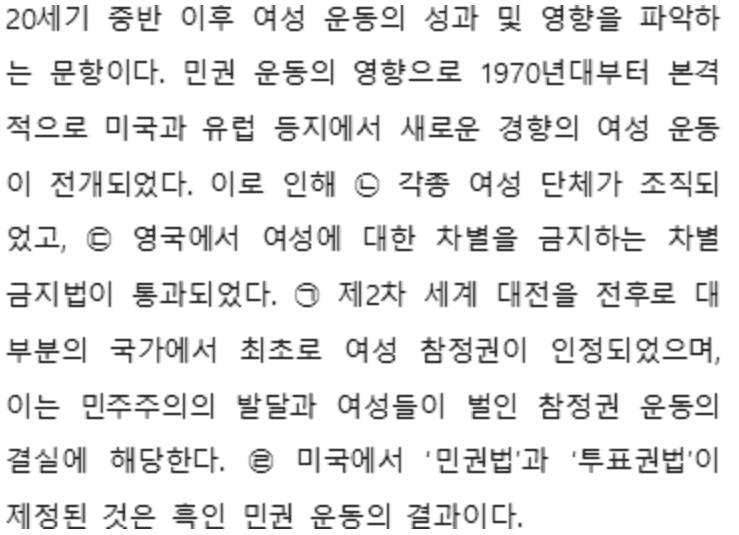 20세기 중반 이후 여성 운동의 성과 및 영향을 파악하
는 문항이다. 민권 운동의 영향으로 1970년대부터 본격
적으로 미국과 유럽 등지에서 새로운 경향의 여성 운동
이 전개되었다. 이로 인해 ㉡ 각종 여성 단체가 조직되
었고, ㉢ 영국에서 여성에 대한 차별을 금지하는 차별
금지법이 통과되었다. ㉠ 제2차 세계 대전을 전후로 대
부분의 국가에서 최초로 여성 참정권이 인정되었으며,
이는 민주주의의 발달과 여성들이 벌인 참정권 운동의
결실에 해당한다. ㉣ 미국에서 ‘민권법’과 ‘투표권법’이
제정된 것은 흑인 민권 운동의 결과이다.